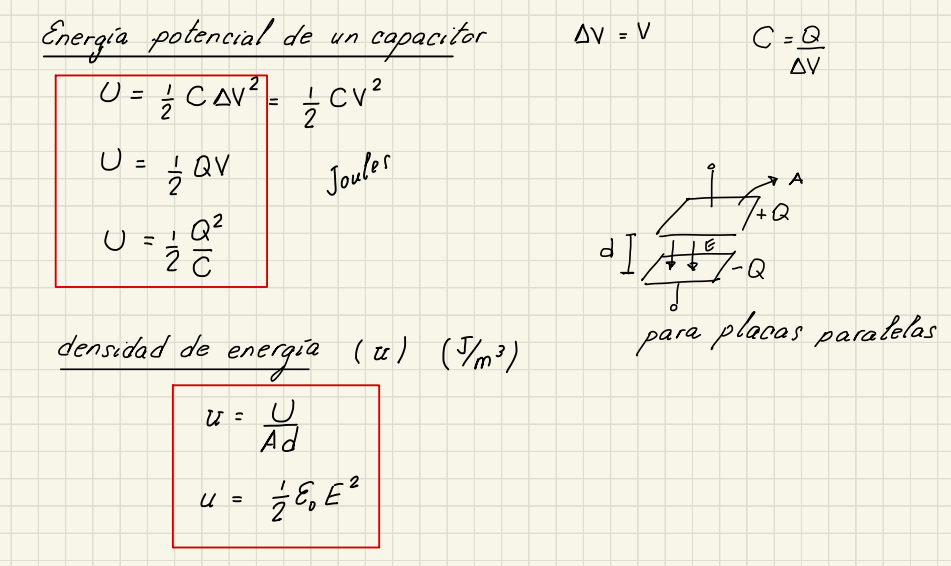 Energía potencial de un capacitor
ΔV = V
C = Q/ΔV
U = 1/2 C ΔV² = 1/2 CV²
U = 1/2 QV
Joules
U = 1/2 Q²/C
A
+Q
d
E
-Q
para placas paralelas
densidad de energía (u) (J/m³)
u = U/Ad
u = 1/2 ε₀ E²